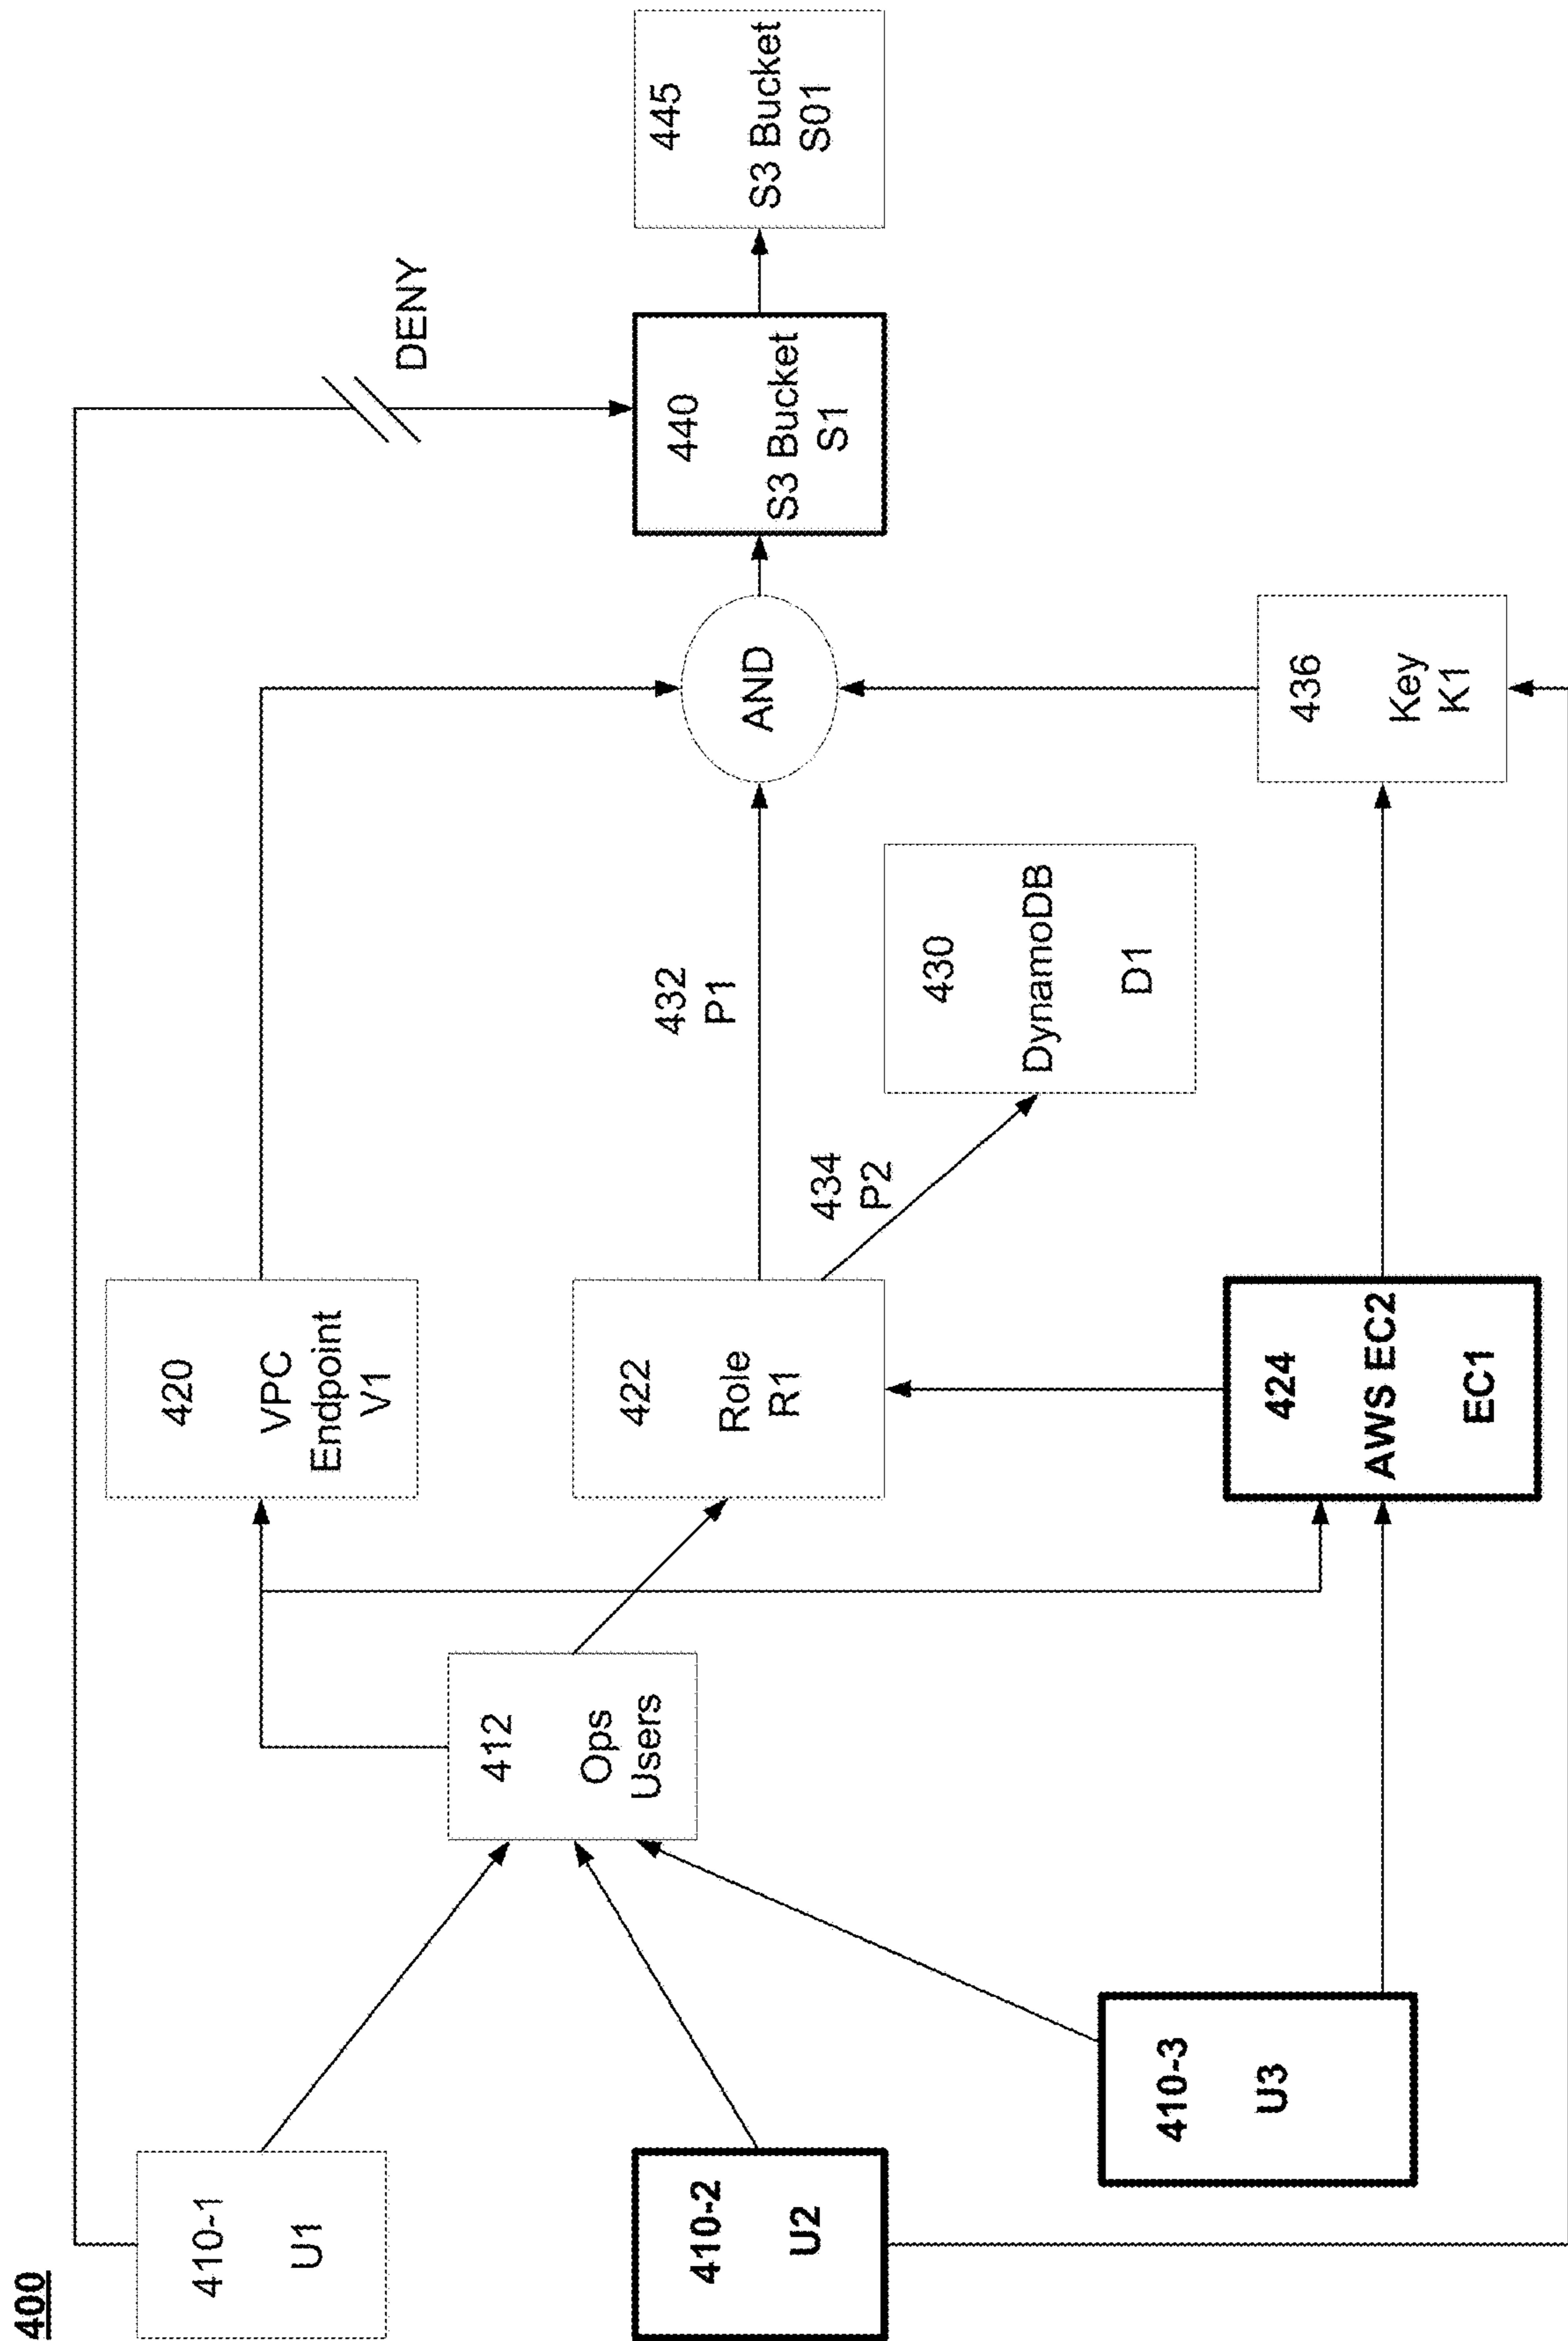 400
410-1
U1
410-2
U2
410-3
U3
412
Ops
Users
420
VPC
Endpoint
V1
422
Role
R1
424
AWS EC2
EC1
432
P1
434
P2
430
DynamoDB
D1
AND
436
Key
K1
DENY
440
S3 Bucket
S1
445
S3 Bucket
S01